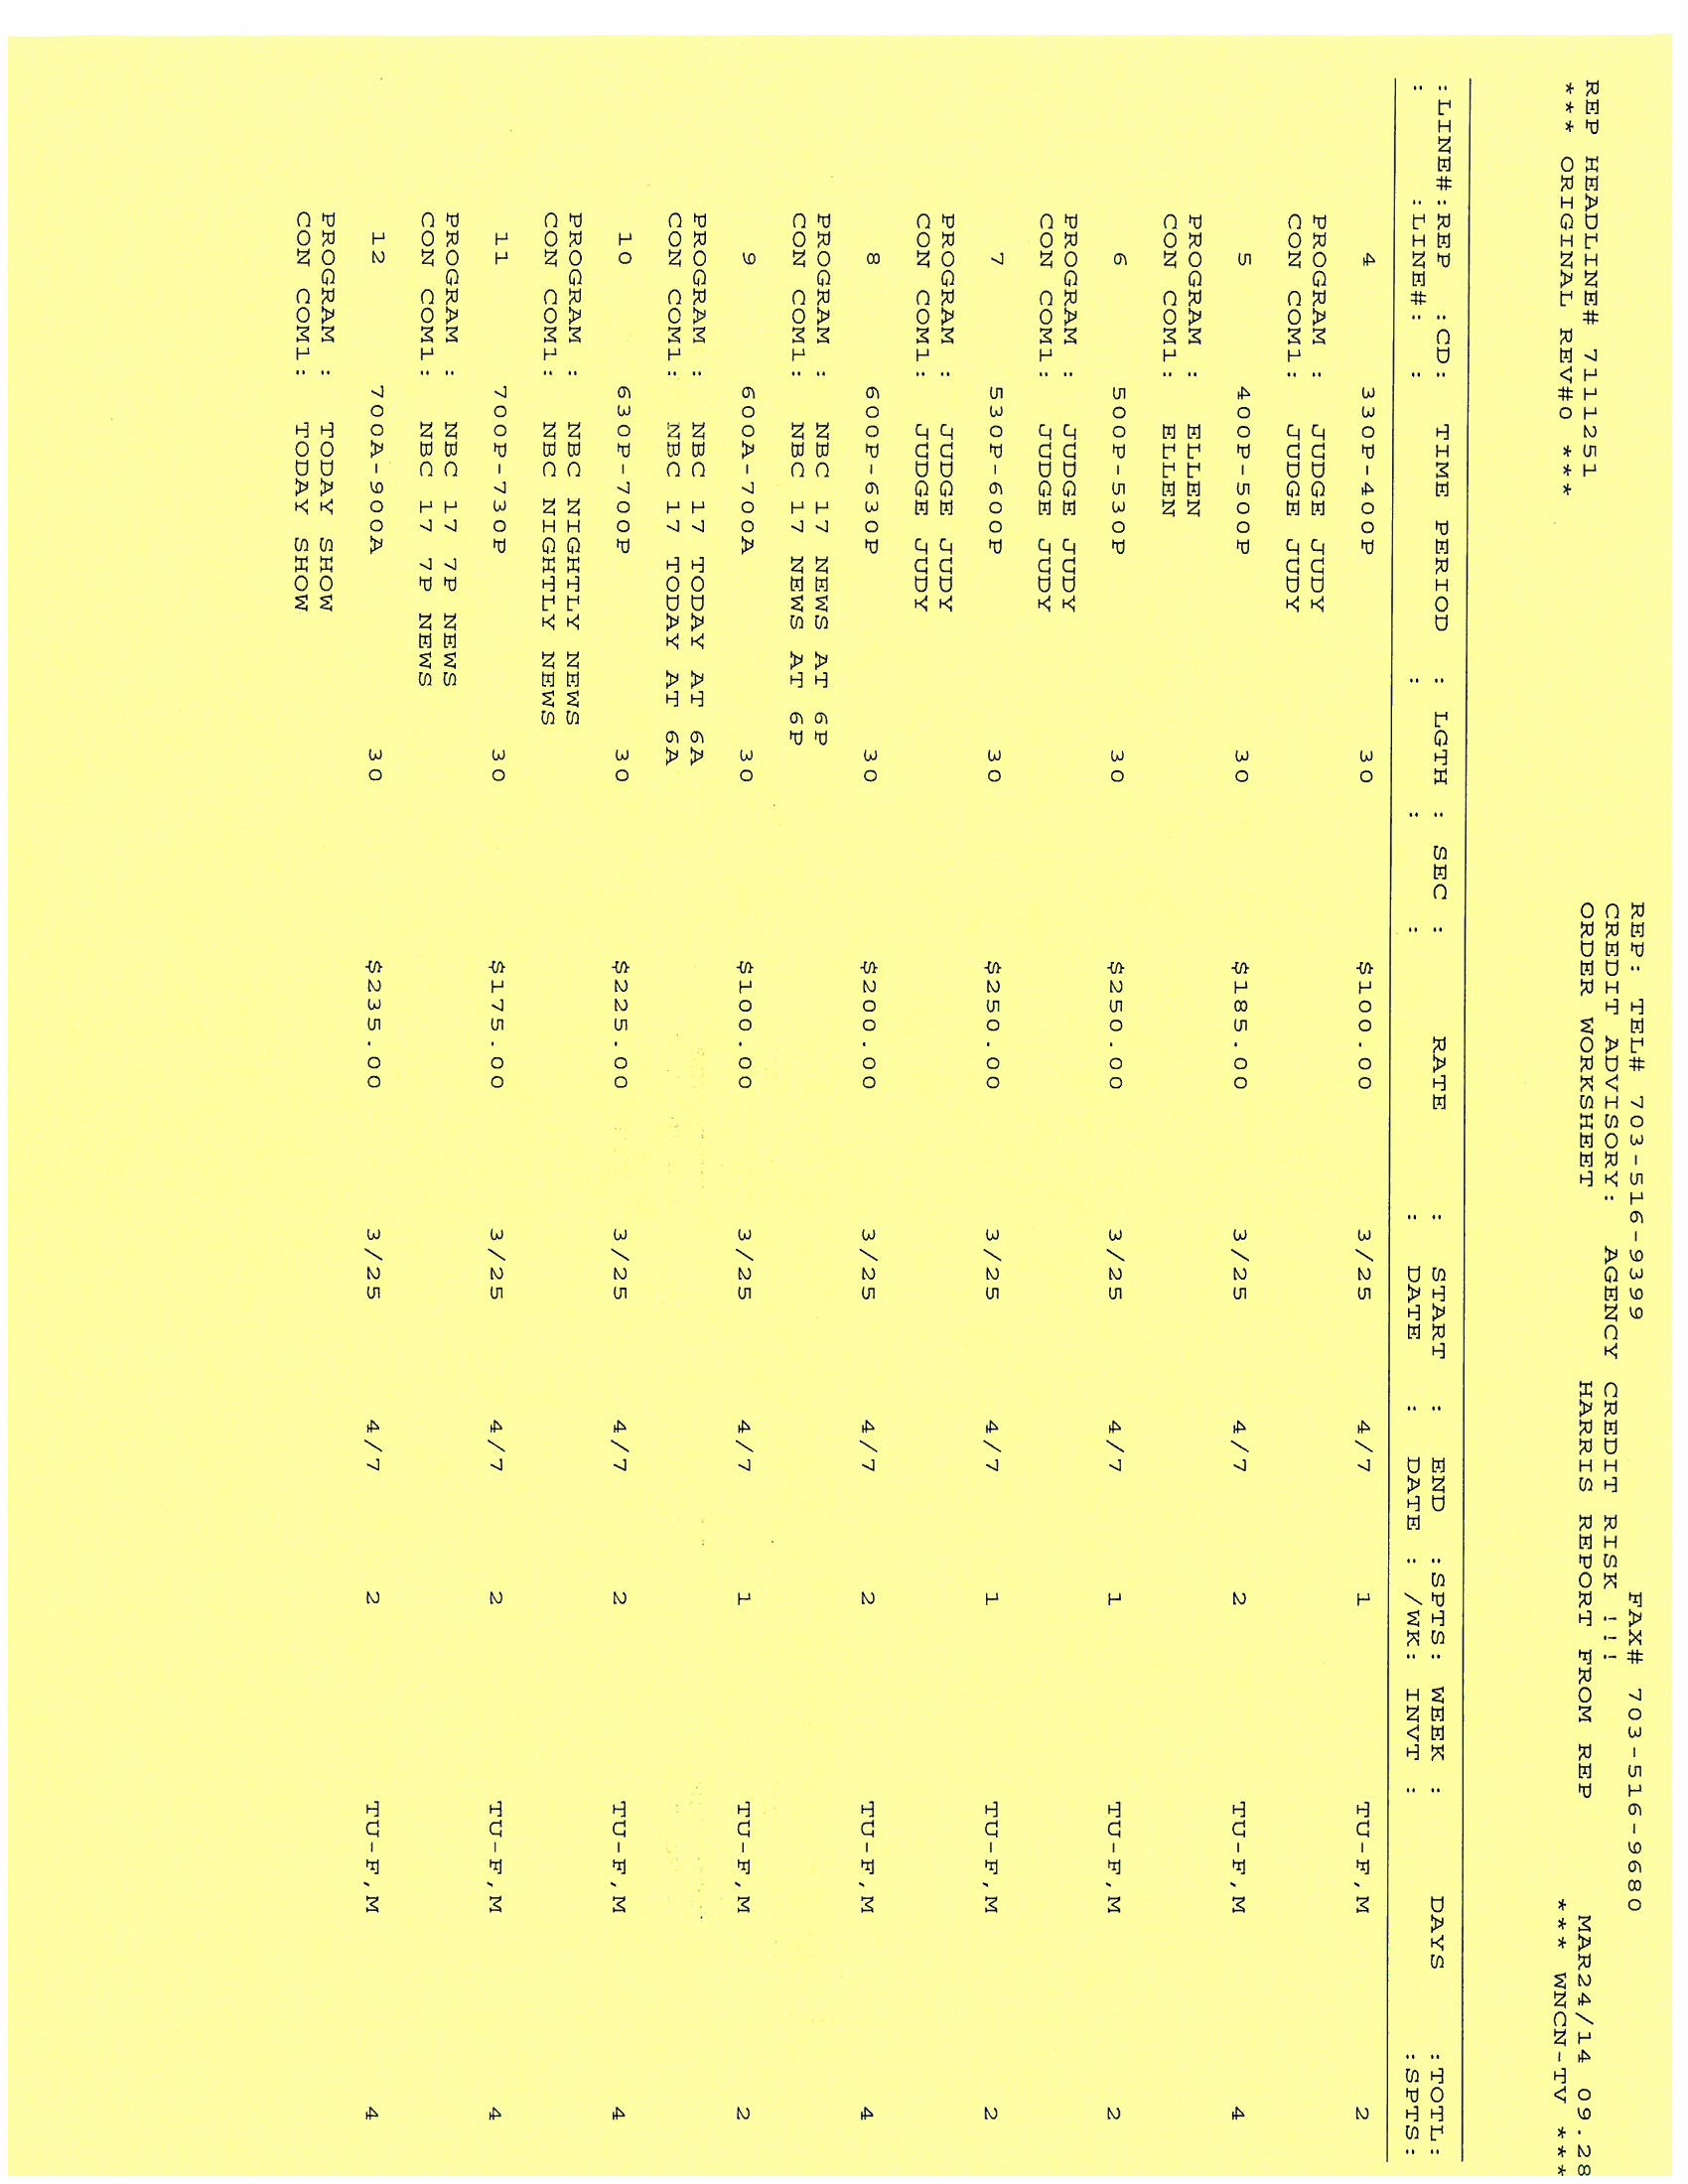 REP: TEL# 703-516-9399 FAX# 703-516-9680
CREDIT ADVISORY: AGENCY CREDIT RISK !!!
REP HEADLINE# 7111251 ORDER WORKSHEET HARRIS REPORT FROM REP MAR24/14 09.28
*** ORIGINAL REV#0 *** *** WNCN-TV ***
:LINE#:REP :CD: TIME PERIOD : LGTH : SEC : RATE : START : END :SPTS: WEEK : DAYS :TOTL:
: :LINE#: : : : : : DATE : DATE : /WK: INVT : :SPTS:
4 330P-400P 30 $100.00 3/25 4/7 1 TU-F,M 2
PROGRAM : JUDGE JUDY
CON COM1: JUDGE JUDY
5 400P-500P 30 $185.00 3/25 4/7 2 TU-F,M 4
PROGRAM : ELLEN
CON COM1: ELLEN
6 500P-530P 30 $250.00 3/25 4/7 1 TU-F,M 2
PROGRAM : JUDGE JUDY
CON COM1: JUDGE JUDY
7 530P-600P 30 $250.00 3/25 4/7 1 TU-F,M 2
PROGRAM : JUDGE JUDY
CON COM1: JUDGE JUDY
8 600P-630P 30 $200.00 3/25 4/7 2 TU-F,M 4
PROGRAM : NBC 17 NEWS AT 6P
CON COM1: NBC 17 NEWS AT 6P
9 600A-700A 30 $100.00 3/25 4/7 1 TU-F,M 2
PROGRAM : NBC 17 TODAY AT 6A
CON COM1: NBC 17 TODAY AT 6A
10 630P-700P 30 $225.00 3/25 4/7 2 TU-F,M 4
PROGRAM : NBC NIGHTLY NEWS
CON COM1: NBC NIGHTLY NEWS
11 700P-730P 30 $175.00 3/25 4/7 2 TU-F,M 4
PROGRAM : NBC 17 7P NEWS
CON COM1: NBC 17 7P NEWS
12 700A-900A 30 $235.00 3/25 4/7 2 TU-F,M 4
PROGRAM : TODAY SHOW
CON COM1: TODAY SHOW